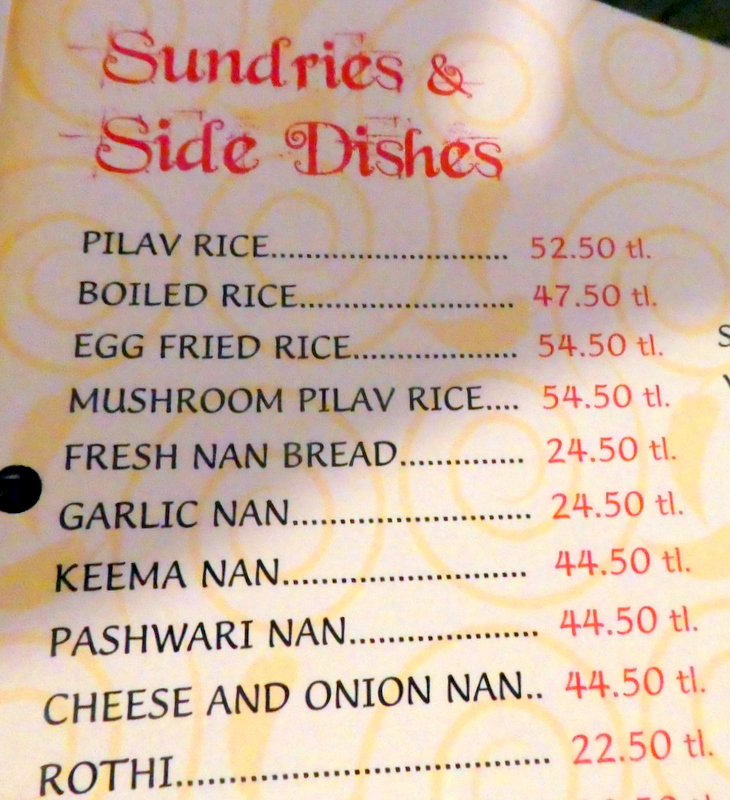 Sundries &
Side Dishes
PILAV RICE........................... 52.50 tl.
BOILED RICE........................ 47.50 tl.
EGG FRIED RICE.................. 54.50 tl.
MUSHROOM PILAV RICE.... 54.50 tl.
FRESH NAN BREAD.............. 24.50 tl.
GARLIC NAN.......................... 24.50 tl.
KEEMA NAN.......................... 44.50 tl.
PASHWARI NAN.................... 44.50 tl.
CHEESE AND ONION NAN.. 44.50 tl.
ROTHI...................................... 22.50 tl.